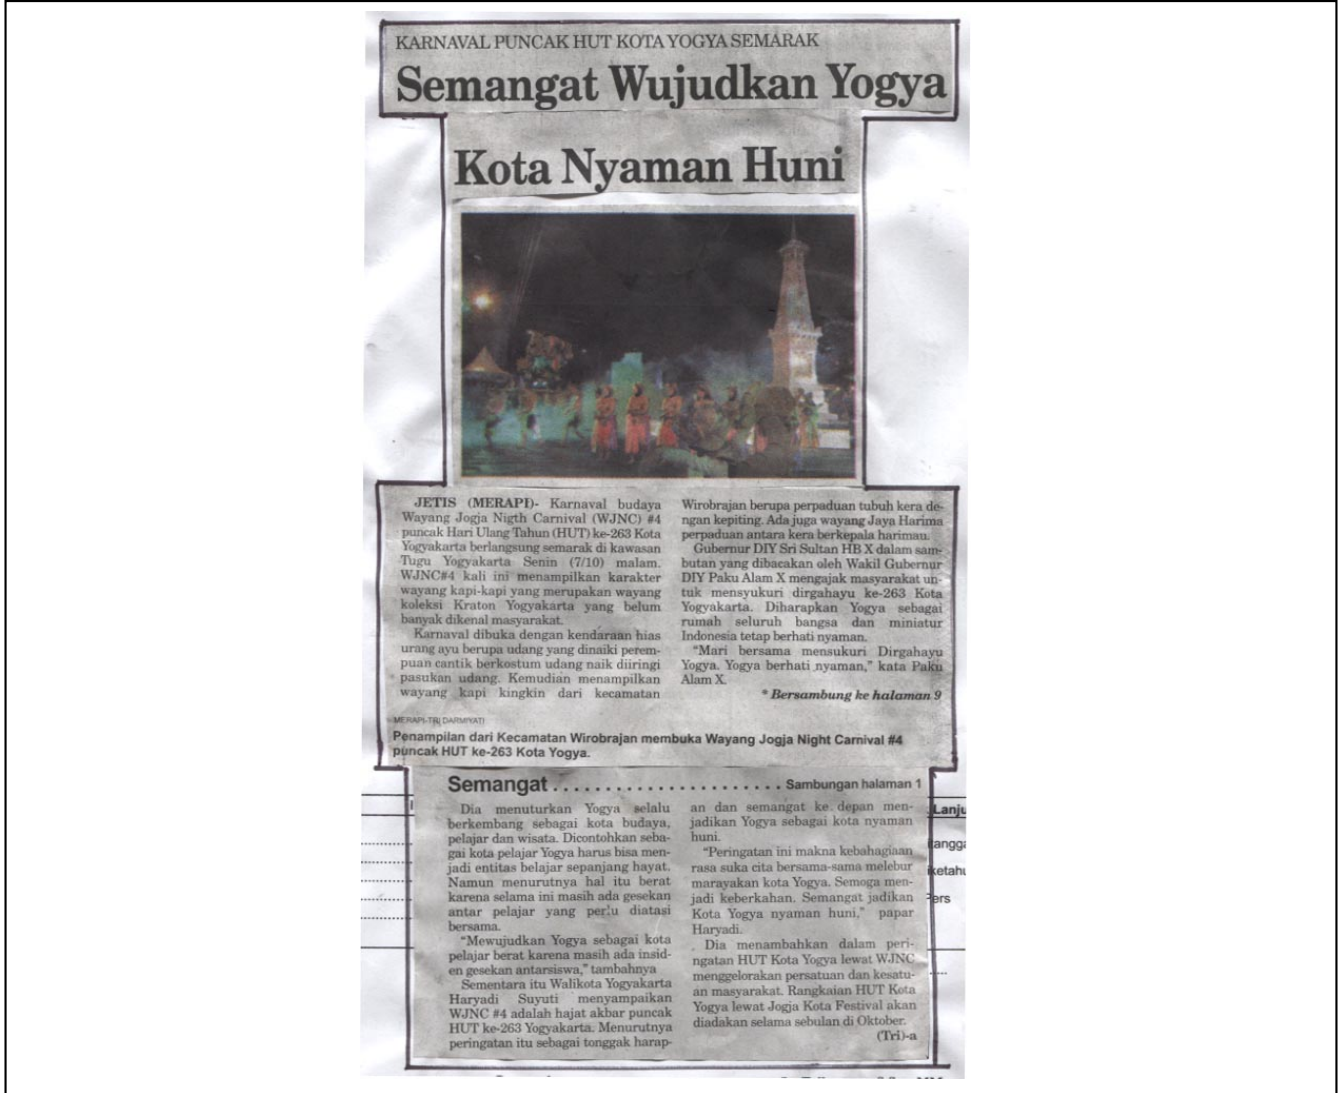 KARNAVAL PUNCAK HUT KOTA YOGYA SEMARAK
Semangat Wujudkan Yogya
Kota Nyaman Huni
JETIS (MERAPI)- Karnaval budaya
Wayang Jogja Nigth Carnival (WJNC) #4
puncak Hari Ulang Tahun (HUT) ke-263 Kota
Yogyakarta berlangsung semarak di kawasan
Tugu Yogyakarta Senin (7/10) malam.
WJNC#4 kali ini menampilkan karakter
wayang kapi-kapi yang merupakan wayang
koleksi Kraton Yogyakarta yang belum
banyak dikenal masyarakat.
Karnaval dibuka dengan kendaraan hias
urang ayu berupa udang yang dinaiki perem-
puan cantik berkostum udang naik diiringi
pasukan udang. Kemudian menampilkan
wayang kapi kingkin dari kecamatan
Wirobrajan berupa perpaduan tubuh kera de-
ngan kepiting. Ada juga wayang Jaya Harima
perpaduan antara kera berkepala harimau.
Gubernur DIY Sri Sultan HB X dalam sam-
butan yang dibacakan oleh Wakil Gubernur
DIY Paku Alam X mengajak masyarakat un-
tuk mensyukuri dirgahayu ke-263 Kota
Yogyakarta. Diharapkan Yogya sebagai
rumah seluruh bangsa dan miniatur
Indonesia tetap berhati nyaman.
"Mari bersama mensukuri Dirgahayu
Yogya. Yogya berhati nyaman," kata Paku
Alam X.
* Bersambung ke halaman 9
MERAPI-TRI DARMIYATI
Penampilan dari Kecamatan Wirobrajan membuka Wayang Jogja Night Carnival #4
puncak HUT ke-263 Kota Yogya.
Semangat . . . . . . . . . . . . . . . . . . . . . . . Sambungan halaman 1
Dia menuturkan Yogya selalu
berkembang sebagai kota budaya,
pelajar dan wisata. Dicontohkan seba-
gai kota pelajar Yogya harus bisa men-
jadi entitas belajar sepanjang hayat.
Namun menurutnya hal itu berat
karena selama ini masih ada gesekan
antar pelajar yang perlu diatasi
bersama.
"Mewujudkan Yogya sebagai kota
pelajar berat karena masih ada insid-
en gesekan antarsiswa," tambahnya
Sementara itu Walikota Yogyakarta
Haryadi Suyuti menyampaikan
WJNC #4 adalah hajat akbar puncak
HUT ke-263 Yogyakarta. Menurutnya
peringatan itu sebagai tonggak harap-
an dan semangat ke depan men-
jadikan Yogya sebagai kota nyaman
huni.
"Peringatan ini makna kebahagiaan
rasa suka cita bersama-sama melebur
marayakan kota Yogya. Semoga men-
jadi keberkahan. Semangat jadikan
Kota Yogya nyaman huni," papar
Haryadi.
Dia menambahkan dalam peri-
ngatan HUT Kota Yogya lewat WJNC
menggelorakan persatuan dan kesatu-
an masyarakat. Rangkaian HUT Kota
Yogya lewat Jogja Kota Festival akan
diadakan selama sebulan di Oktober.
(Tri)-a
Lanju
angga
iketahu
ers